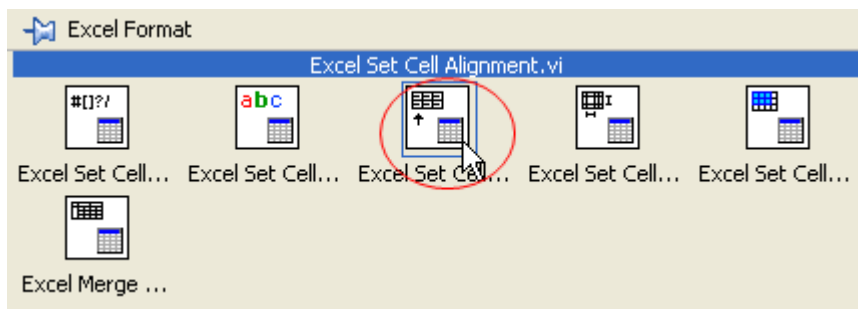 Excel Format
Excel Set Cell Alignment.vi
#[]?/
abc
Excel Set Cell... Excel Set Cell... Excel Set Cell... Excel Set Cell... Excel Set Cell...
Excel Merge ...